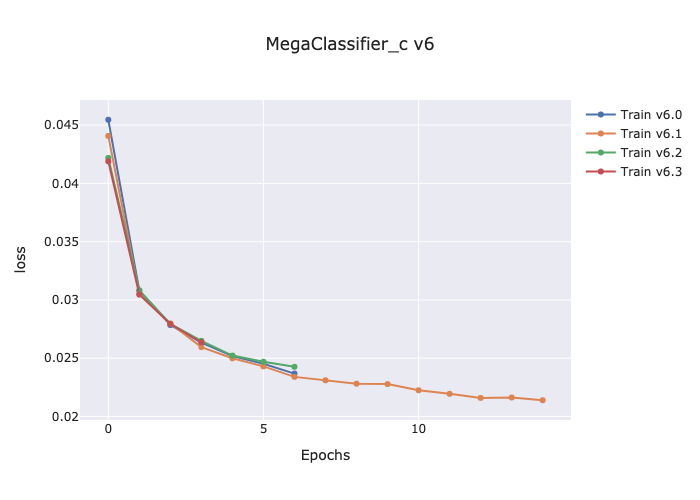 MegaClassifier_c v6
Train v6.0
Train v6.1
Train v6.2
Train v6.3
0.045
0.04
0.035
0.03
0.025
0.02
loss
0
5
10
Epochs